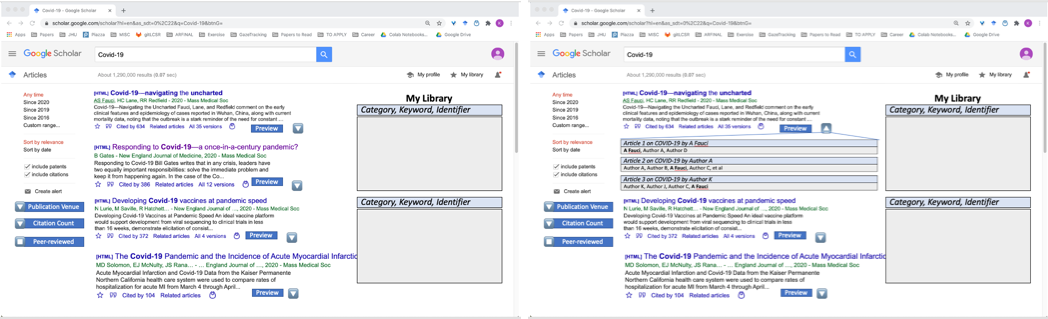 Covid-19 - Google Scholar
scholar.google.com/scholar?hl=en&as_sdt=0%2C33&q=Covid-19&btnG=
Apps Papers JHU Piazza MISC gNLCER AIRFINAL Exercise GazeTracking Papers to Read TO APPLY Career Colab Notebooks... Google Drive
Google Scholar
Covid-19
Articles
About 1,290,000 results (0.07 sec)
My profile My library
Any time
Since 2020
Since 2019
Since 2016
Custom range...
Sort by relevance
Sort by date
include patents
include citations
Create alert
Publication Venue
Citation Count
Peer-reviewed
[HTML] Covid-19—navigating the uncharted
AS Fauci, HC Lane, RR Redfield - 2020 - Mass Medical Soc
Covid-19—Navigating the Uncharted Fauci, Lane, and Redfield comment on the early
clinical features and epidemiology of cases reported in Wuhan, China, along with current
mortality data, noting that the outbreak is a stark reminder of the need for constant ...
Cited by 634 Related articles All 35 versions
Preview
[HTML] Responding to Covid-19—a once-in-a-century pandemic?
B Gates - New England Journal of Medicine, 2020 - Mass Medical Soc
Responding to Covid-19 Bill Gates writes that in any crisis, leaders have
two equally important responsibilities: solve the immediate problem and
keep it from happening again. In the case of the Co...
Cited by 386 Related articles All 12 versions
Preview
[HTML] Developing Covid-19 vaccines at pandemic speed
N Lurie, M Saville, R Hatchett... - New England Journal of ..., 2020 - Mass Medical Soc
Developing Covid-19 Vaccines at Pandemic Speed An ideal vaccine platform
would support development from viral sequencing to clinical trials in less
than 16 weeks, demonstrate elicitation of consist...
Cited by 372 Related articles All 4 versions
Preview
[HTML] The Covid-19 Pandemic and the Incidence of Acute Myocardial Infarctic
MD Solomon, EJ McNulty, JS Rana... - ... England Journal of ..., 2020 - Mass Medical Soc
Acute Myocardial Infarction and Covid-19 Data from the Kaiser Permanente
Northern California health care system were used to compare rates of
hospitalization for acute MI from March 4 through April...
Cited by 104 Related articles
Preview
My Library
Category, Keyword, Identifier
Category, Keyword, Identifier
Covid-19 - Google Scholar
scholar.google.com/scholar?hl=en&as_sdt=0%2C33&q=Covid-19&btnG=
Apps Papers JHU Piazza MISC gNLCER AIRFINAL Exercise GazeTracking Papers to Read TO APPLY Career Colab Notebooks... Google Drive
Google Scholar
Covid-19
Articles
About 1,290,000 results (0.07 sec)
My profile My library
Any time
Since 2020
Since 2019
Since 2016
Custom range...
Sort by relevance
Sort by date
include patents
include citations
Create alert
Publication Venue
Citation Count
Peer-reviewed
[HTML] Covid-19—navigating the uncharted
AS Fauci, HC Lane, RR Redfield - 2020 - Mass Medical Soc
Covid-19—Navigating the Uncharted Fauci, Lane, and Redfield comment on the early
clinical features and epidemiology of cases reported in Wuhan, China, along with current
mortality data, noting that the outbreak is a stark reminder of the need for constant ...
Cited by 634 Related articles All 35 versions
Preview
Article 1 on COVID-19 by A Fauci
A Fauci, Author A, Author D
Article 2 on COVID-19 by Author A
Author A, Author B, A Fauci, Author C, et al
Article 3 on COVID-19 by Author K
Author K, Author J, Author C, A Fauci
[HTML] Developing Covid-19 vaccines at pandemic speed
N Lurie, M Saville, R Hatchett... - New England Journal of ..., 2020 - Mass Medical Soc
Developing Covid-19 Vaccines at Pandemic Speed An ideal vaccine platform
would support development from viral sequencing to clinical trials in less
than 16 weeks, demonstrate elicitation of consist...
Cited by 372 Related articles All 4 versions
Preview
[HTML] The Covid-19 Pandemic and the Incidence of Acute Myocardial Infarctic
MD Solomon, EJ McNulty, JS Rana... - ... England Journal of ..., 2020 - Mass Medical Soc
Acute Myocardial Infarction and Covid-19 Data from the Kaiser Permanente
Northern California health care system were used to compare rates of
hospitalization for acute MI from March 4 through April...
Cited by 104 Related articles
Preview
My Library
Category, Keyword, Identifier
Category, Keyword, Identifier